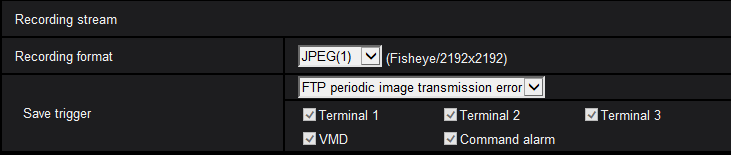 Recording stream
Recording format JPEG(1) (Fisheye/2192x2192)
FTP periodic image transmission error
Save trigger
Terminal 1 Terminal 2 Terminal 3
VMD Command alarm